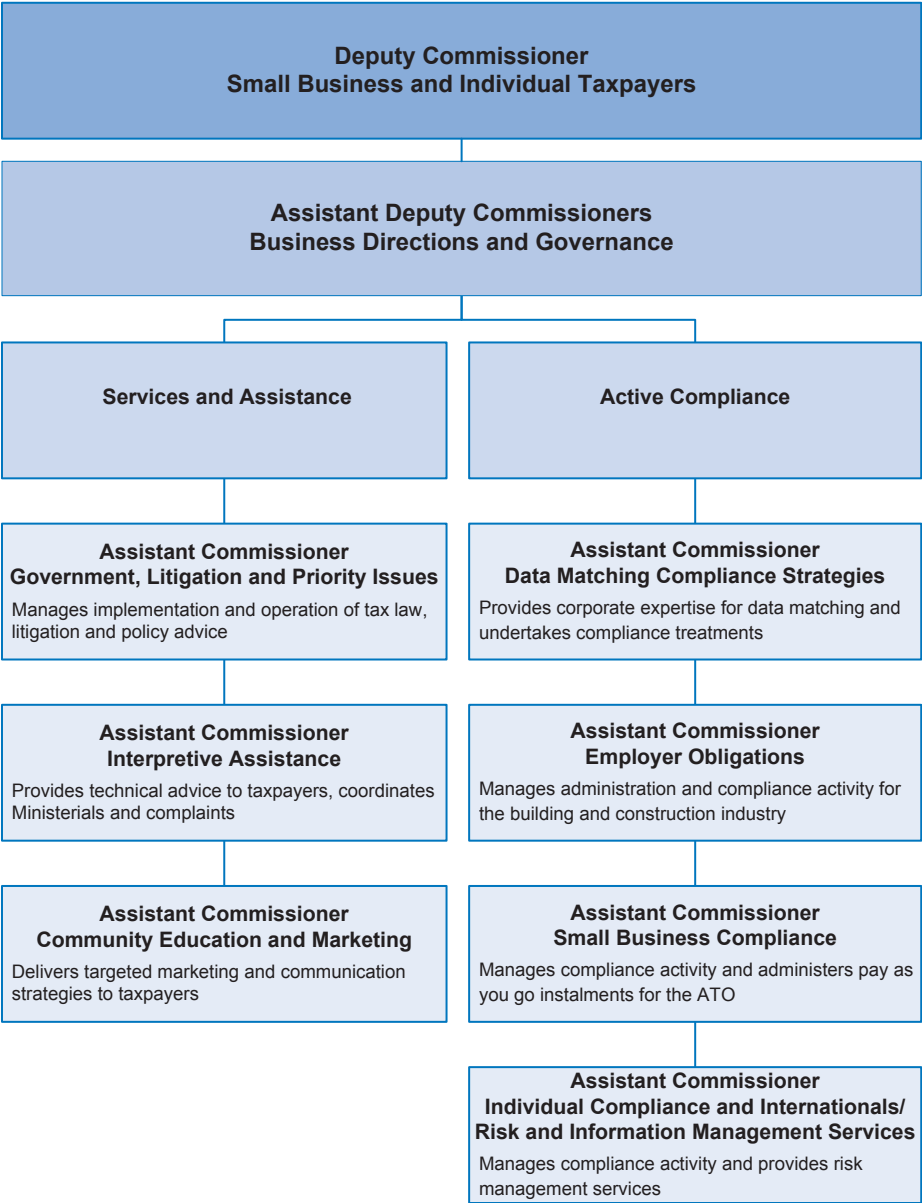 Deputy Commissioner
Small Business and Individual Taxpayers
Assistant Deputy Commissioners
Business Directions and Governance
Services and Assistance
Assistant Commissioner
Government, Litigation and Priority Issues
Manages implementation and operation of tax law,
litigation and policy advice
Assistant Commissioner
Interpretive Assistance
Provides technical advice to taxpayers, coordinates
Ministerials and complaints
Assistant Commissioner
Community Education and Marketing
Delivers targeted marketing and communication
strategies to taxpayers
Active Compliance
Assistant Commissioner
Data Matching Compliance Strategies
Provides corporate expertise for data matching and
undertakes compliance treatments
Assistant Commissioner
Employer Obligations
Manages administration and compliance activity for
the building and construction industry
Assistant Commissioner
Small Business Compliance
Manages compliance activity and administers pay as
you go instalments for the ATO
Assistant Commissioner
Individual Compliance and Internationals/
Risk and Information Management Services
Manages compliance activity and provides risk
management services